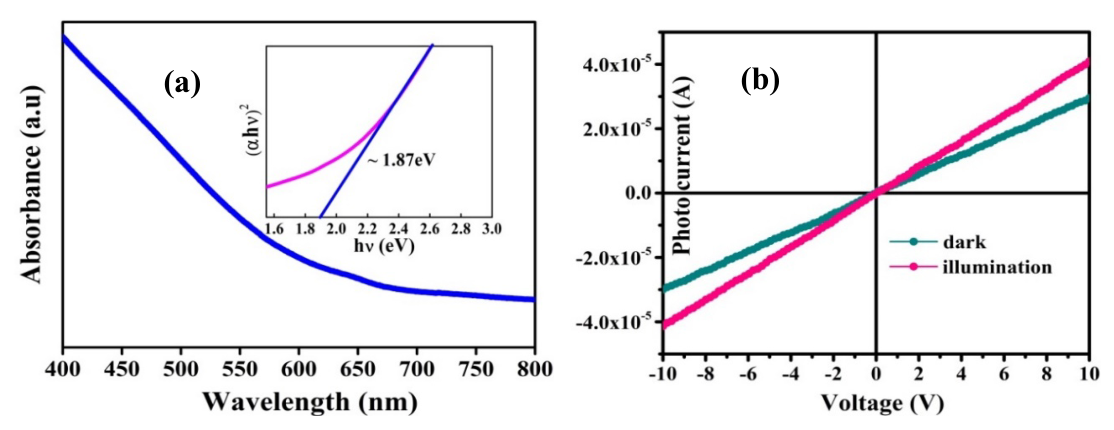 (a)
Absorbance (a.u)
(αhν)²
~ 1.87eV
1.6 1.8 2.0 2.2 2.4 2.6 2.8 3.0
hν (eV)
400 450 500 550 600 650 700 750 800
Wavelength (nm)
(b)
Photo current (A)
4.0x10⁻⁵
2.0x10⁻⁵
0.0
-2.0x10⁻⁵
-4.0x10⁻⁵
dark
illumination
-10 -8 -6 -4 -2 0 2 4 6 8 10
Voltage (V)